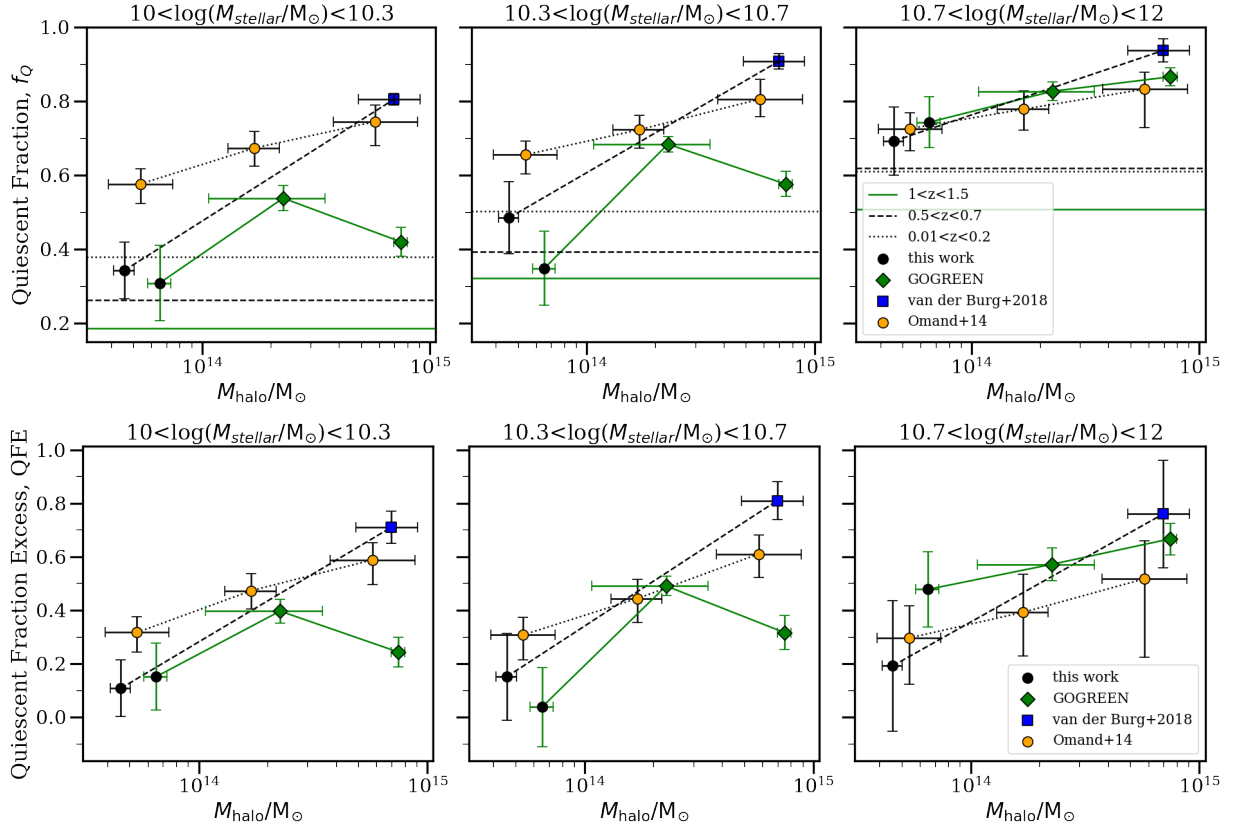 10<log(M_stellar/M⊙)<10.3
10.3<log(M_stellar/M⊙)<10.7
10.7<log(M_stellar/M⊙)<12
Quiescent Fraction, f_Q
1.0
0.8
0.6
0.4
0.2
1<z<1.5
0.5<z<0.7
0.01<z<0.2
this work
GOGREEN
van der Burg+2018
Omand+14
10^14 10^15
10^14 10^15
10^14 10^15
M_halo/M⊙
M_halo/M⊙
M_halo/M⊙
10<log(M_stellar/M⊙)<10.3
10.3<log(M_stellar/M⊙)<10.7
10.7<log(M_stellar/M⊙)<12
Quiescent Fraction Excess, QFE
1.0
0.8
0.6
0.4
0.2
0.0
this work
GOGREEN
van der Burg+2018
Omand+14
10^14 10^15
10^14 10^15
10^14 10^15
M_halo/M⊙
M_halo/M⊙
M_halo/M⊙